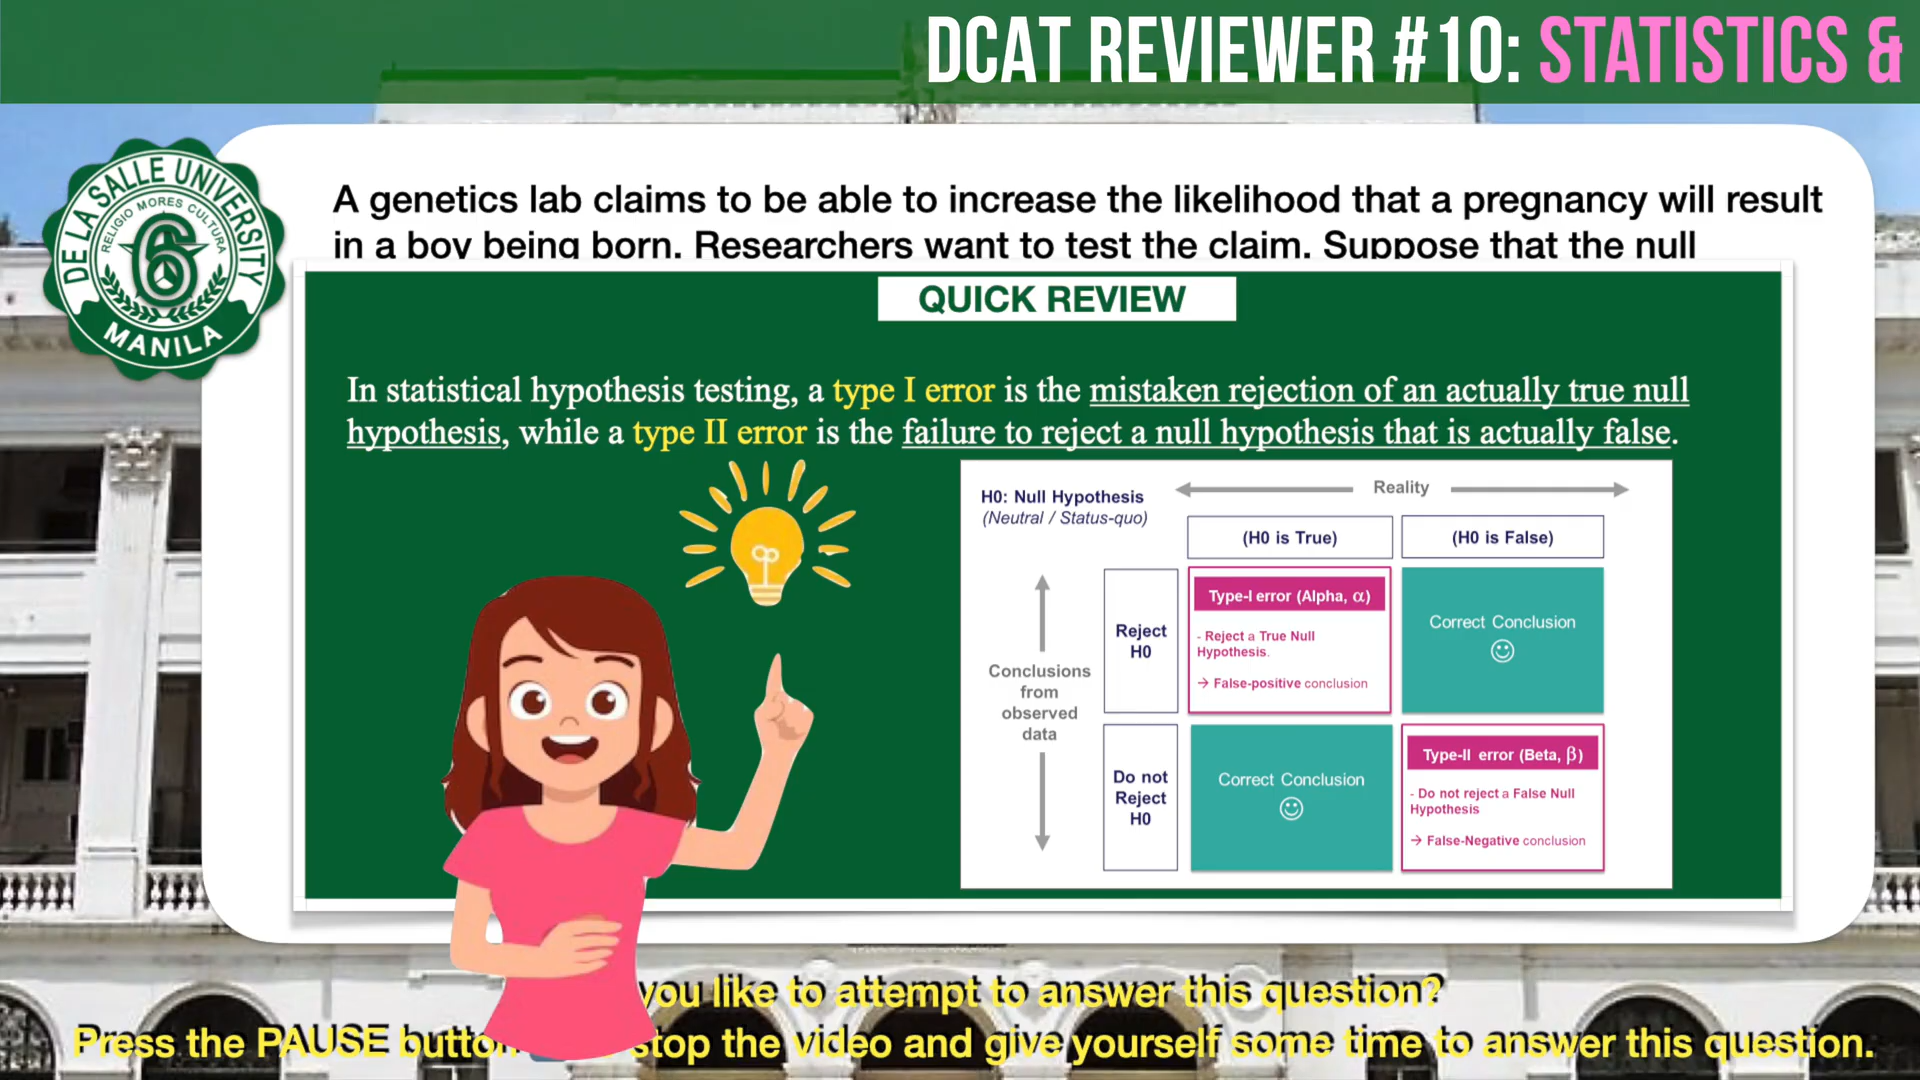 DCAT REVIEWER #10: STATISTICS &
DE LA SALLE UNIVERSITY
RELIGIO MORES CULTURA
6
MANILA
A genetics lab claims to be able to increase the likelihood that a pregnancy will result
in a boy being born. Researchers want to test the claim. Suppose that the null
QUICK REVIEW
In statistical hypothesis testing, a type I error is the mistaken rejection of an actually true null
hypothesis, while a type II error is the failure to reject a null hypothesis that is actually false.
H0: Null Hypothesis
(Neutral / Status-quo)
Reality
(H0 is True)
(H0 is False)
Conclusions
from
observed
data
Reject
H0
Type-I error (Alpha, α)
- Reject a True Null
Hypothesis.
→ False-positive conclusion
Correct Conclusion
Do not
Reject
H0
Correct Conclusion
Type-II error (Beta, β)
- Do not reject a False Null
Hypothesis
→ False-Negative conclusion
you like to attempt to answer this question?
Press the PAUSE button stop the video and give yourself some time to answer this question.